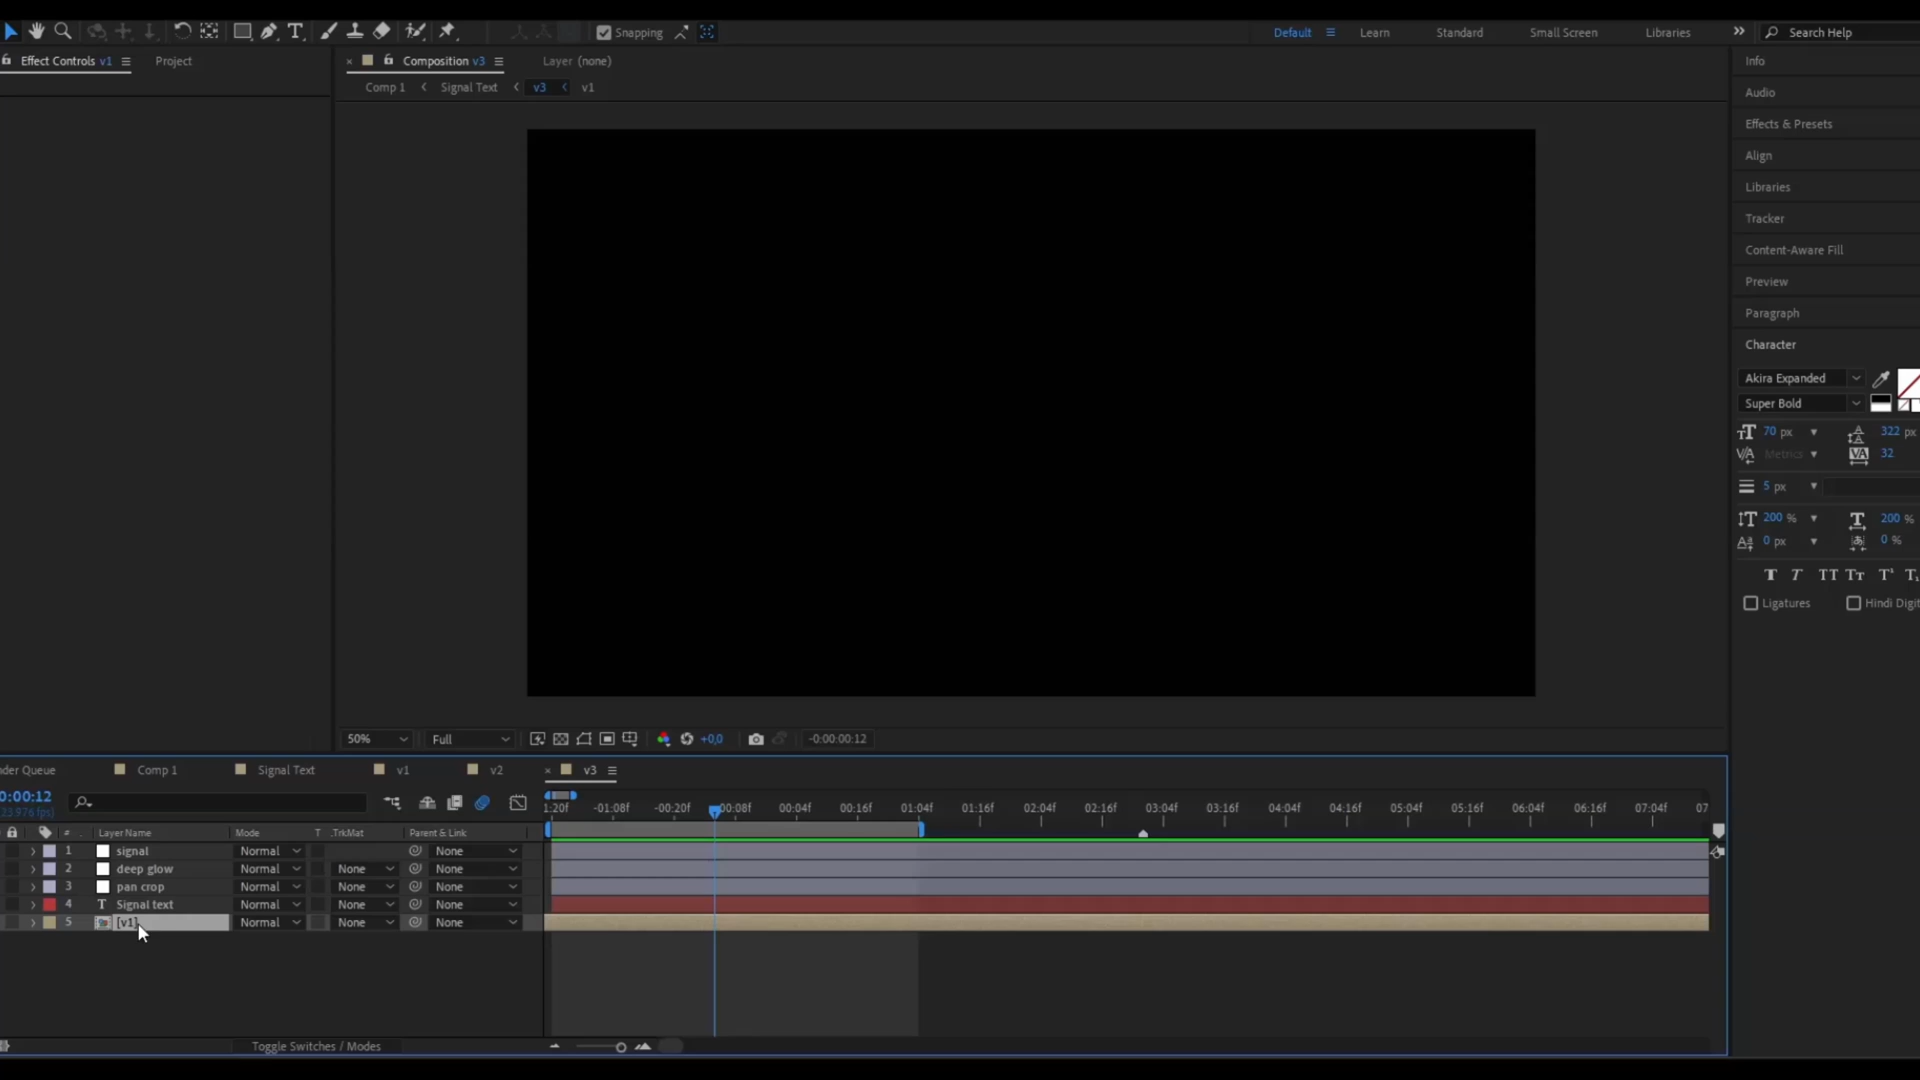 Snapping
Default
Learn
Standard
Small Screen
Libraries
Search Help
Effect Controls v1
Project
Composition v3
Layer (none)
Comp 1
Signal Text
v3
v1
Info
Audio
Effects & Presets
Align
Libraries
Tracker
Content-Aware Fill
Preview
Paragraph
Character
Akira Expanded
Super Bold
70 px
322 px
Metrics
32
5 px
200 %
200 %
0 px
0 %
Ligatures
Hindi Digit
50%
Full
+0,0
-0:00:00:12
der Queue
Comp 1
Signal Text
v1
v2
v3
0:00:12
23.976 fps)
1:20f
-01:08f
-00:20f
00:08f
00:04f
00:16f
01:04f
01:16f
02:04f
02:16f
03:04f
03:16f
04:04f
04:16f
05:04f
05:16f
06:04f
06:16f
07:04f
07
#
Layer Name
Mode
T
.TrkMat
Parent & Link
1 signal Normal None
2 deep glow Normal None None
3 pan crop Normal None None
4 T Signal text Normal None None
5 [v1] Normal None None
Toggle Switches / Modes